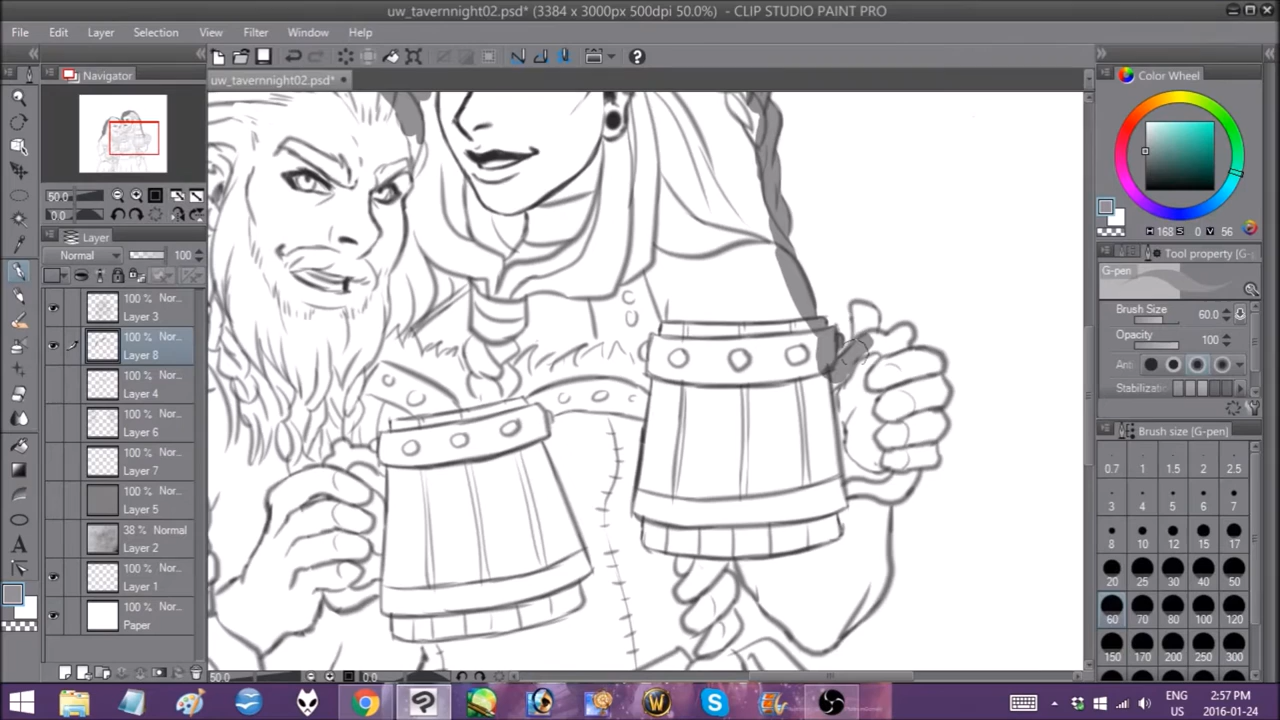 uw_tavernnight02.psd* (3384 x 3000px 500dpi 50.0%) - CLIP STUDIO PAINT PRO
File Edit Layer Selection View Filter Window Help
Navigator
uw_tavernnight02.psd*
Color Wheel
50.0
0.0
Layer
Normal 100
100 % Nor...
Layer 3
100 % Nor...
Layer 8
100 % Nor...
Layer 4
100 % Nor...
Layer 6
100 % Nor...
Layer 7
100 % Nor...
Layer 5
38 % Normal
Layer 2
100 % Nor...
Layer 1
100 % Nor...
Paper
H 168 S 0 V 56
Tool property [G-
G-pen
Brush Size 60.0
Opacity 100
Anti
Stabilization
Brush size [G-pen]
0.7 1 1.5 2 2.5
3 4 5 6 7
8 10 12 15 17
20 25 30 40 50
60 70 80 100 120
150 170 200 250 300
50.0 0.0
A
W
S
ENG
US
2:57 PM
2016-01-24